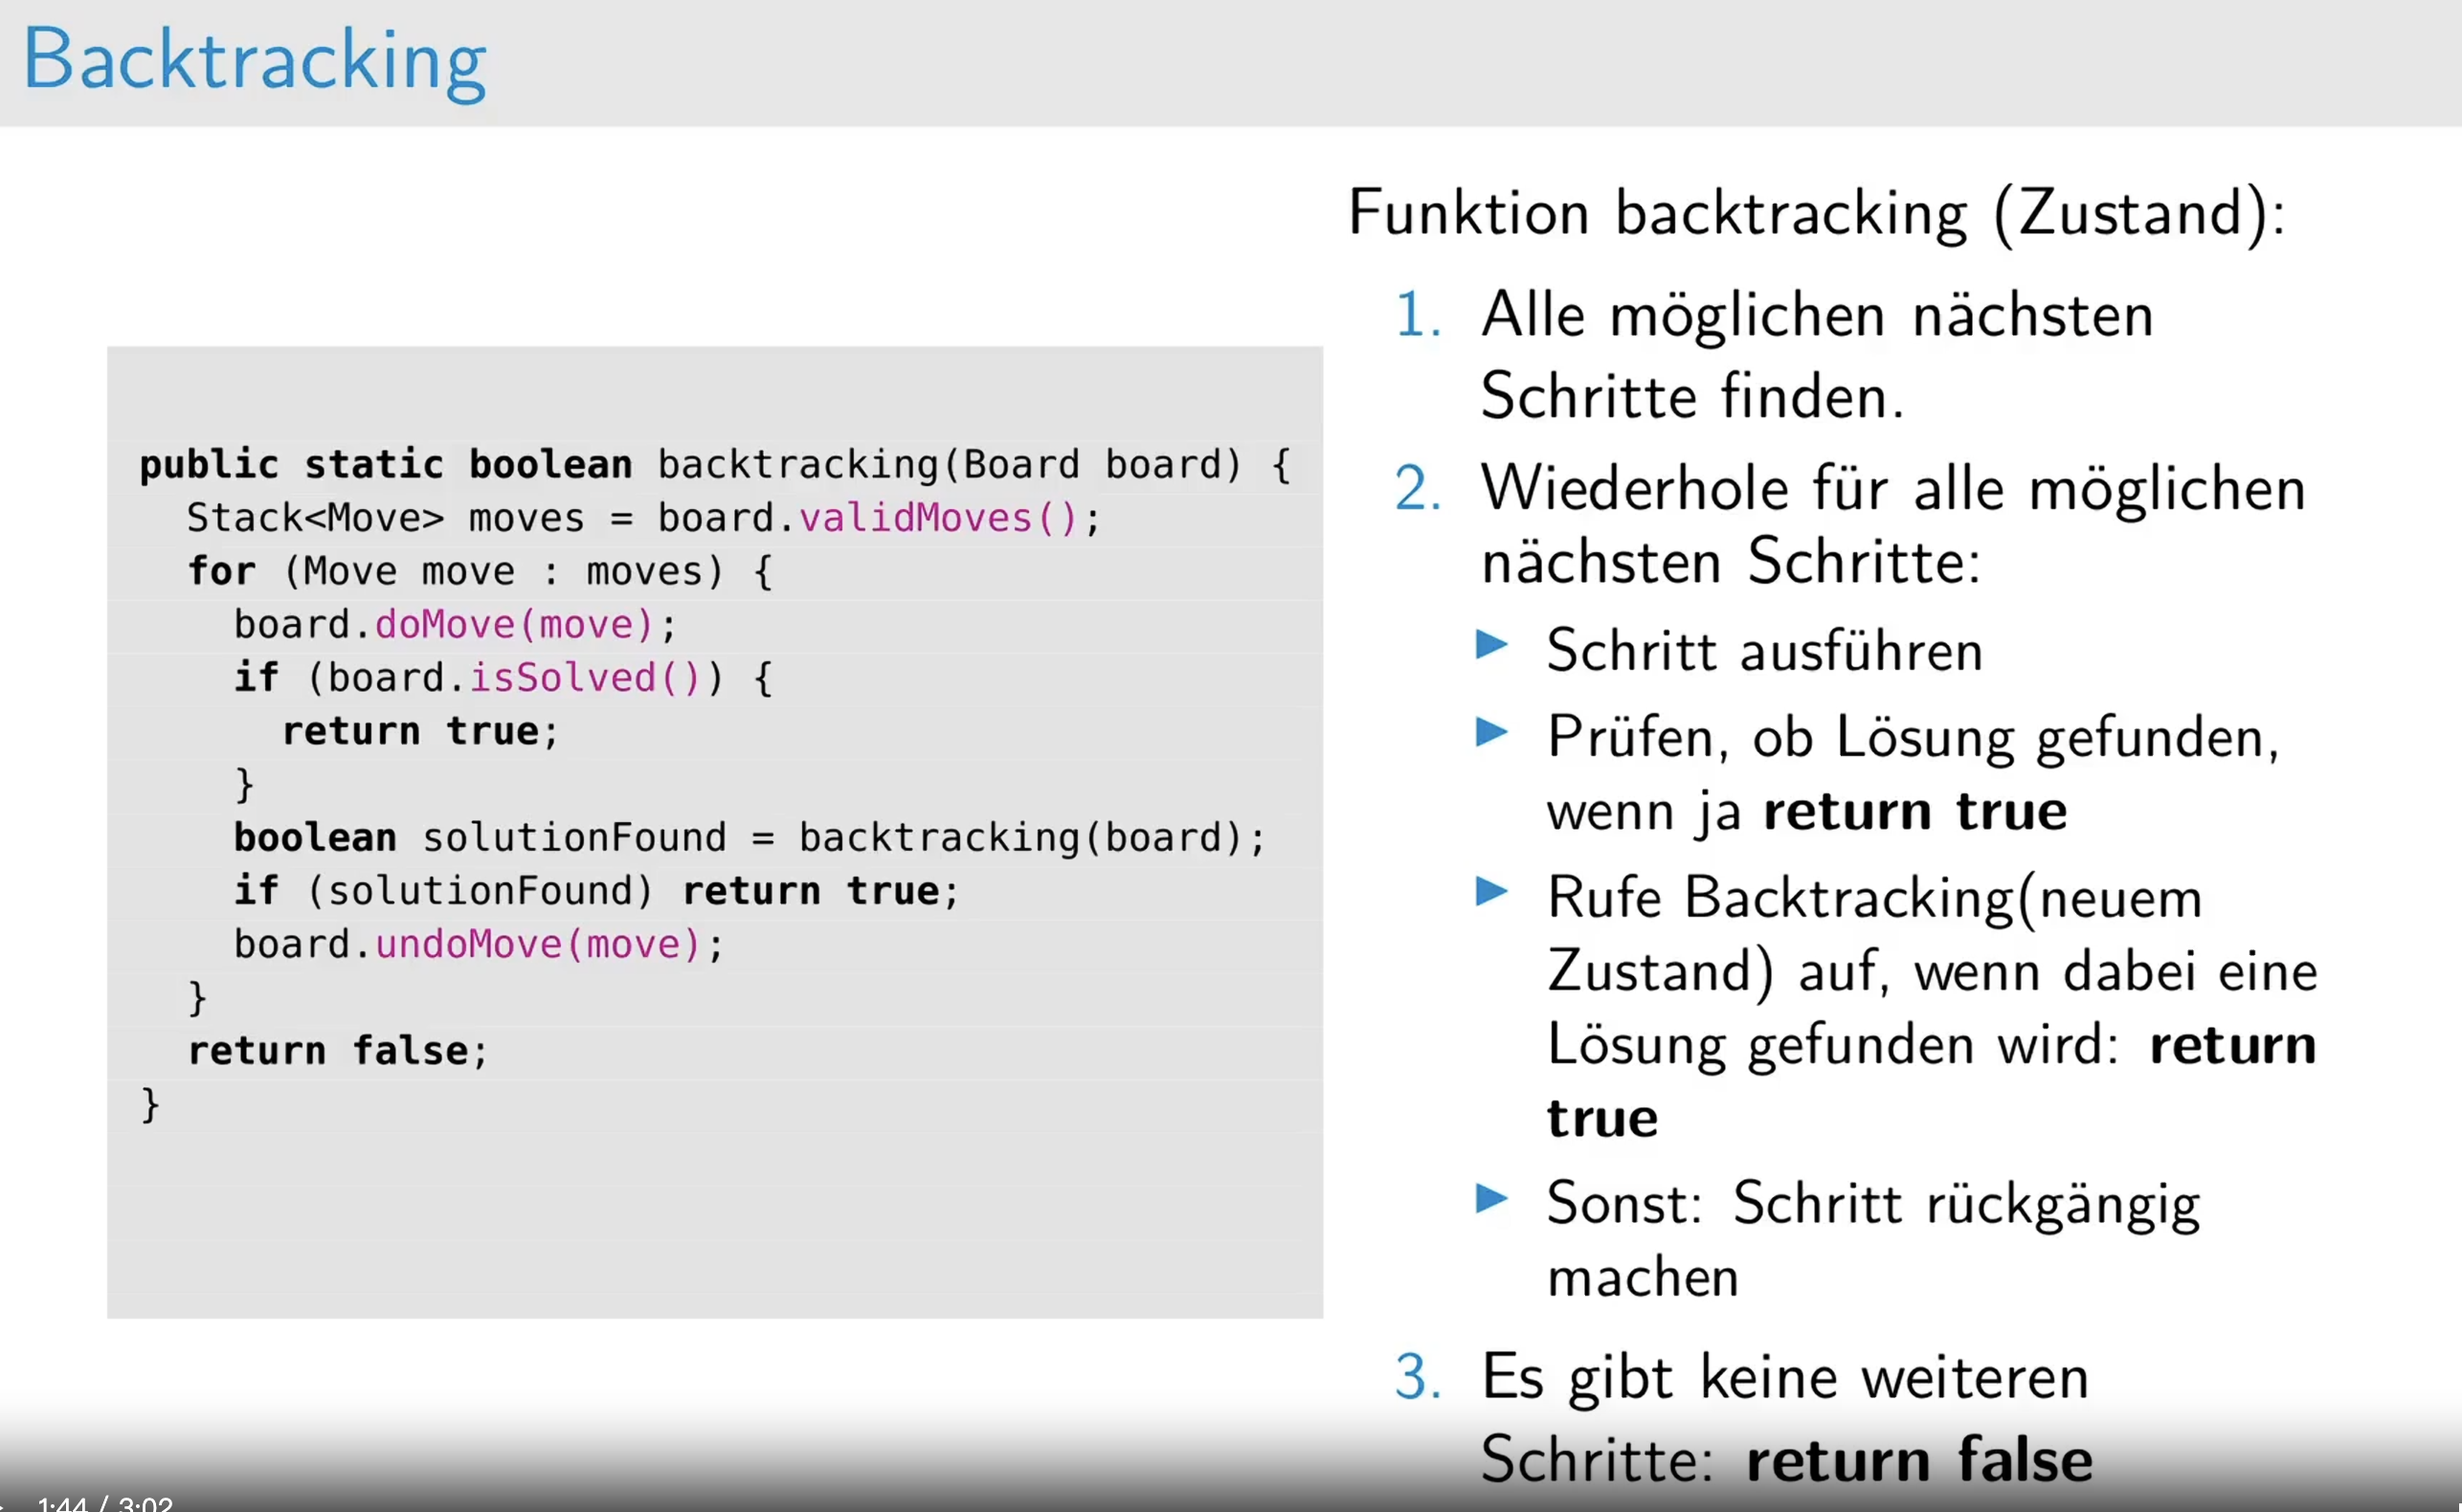 Backtracking
public static boolean backtracking(Board board) {
Stack<Move> moves = board.validMoves();
for (Move move : moves) {
board.doMove(move);
if (board.isSolved()) {
return true;
}
boolean solutionFound = backtracking(board);
if (solutionFound) return true;
board.undoMove(move);
}
return false;
}
Funktion backtracking (Zustand):
1. Alle möglichen nächsten
Schritte finden.
2. Wiederhole für alle möglichen
nächsten Schritte:
▶ Schritt ausführen
▶ Prüfen, ob Lösung gefunden,
wenn ja return true
▶ Rufe Backtracking(neuem
Zustand) auf, wenn dabei eine
Lösung gefunden wird: return
true
▶ Sonst: Schritt rückgängig
machen
3. Es gibt keine weiteren
Schritte: return false
1:44 / 3:02